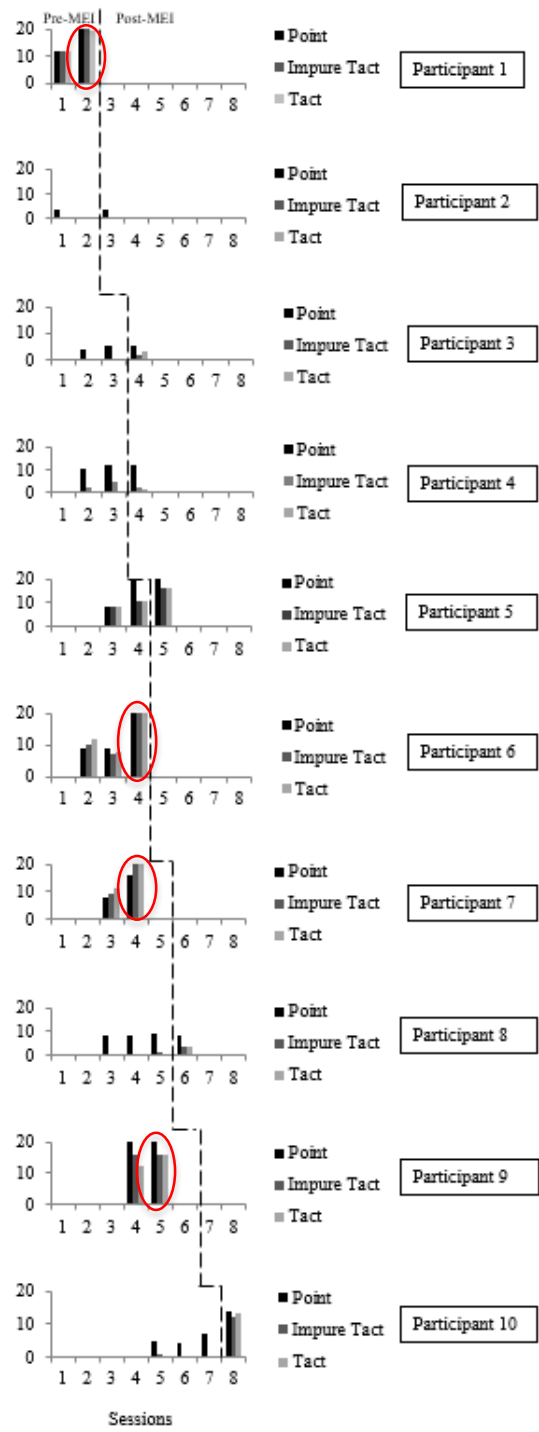 Pre-MEI Post-MEI
20
10
0
1 2 3 4 5 6 7 8
Point
Impure Tact
Tact
Participant 1
20
10
0
1 2 3 4 5 6 7 8
Point
Impure Tact
Tact
Participant 2
20
10
0
1 2 3 4 5 6 7 8
Point
Impure Tact
Tact
Participant 3
20
10
0
1 2 3 4 5 6 7 8
Point
Impure Tact
Tact
Participant 4
20
10
0
1 2 3 4 5 6 7 8
Point
Impure Tact
Tact
Participant 5
20
10
0
1 2 3 4 5 6 7 8
Point
Impure Tact
Tact
Participant 6
20
10
0
1 2 3 4 5 6 7 8
Point
Impure Tact
Tact
Participant 7
20
10
0
1 2 3 4 5 6 7 8
Point
Impure Tact
Tact
Participant 8
20
10
0
1 2 3 4 5 6 7 8
Point
Impure Tact
Tact
Participant 9
20
10
0
1 2 3 4 5 6 7 8
Point
Impure Tact
Tact
Participant 10
Sessions